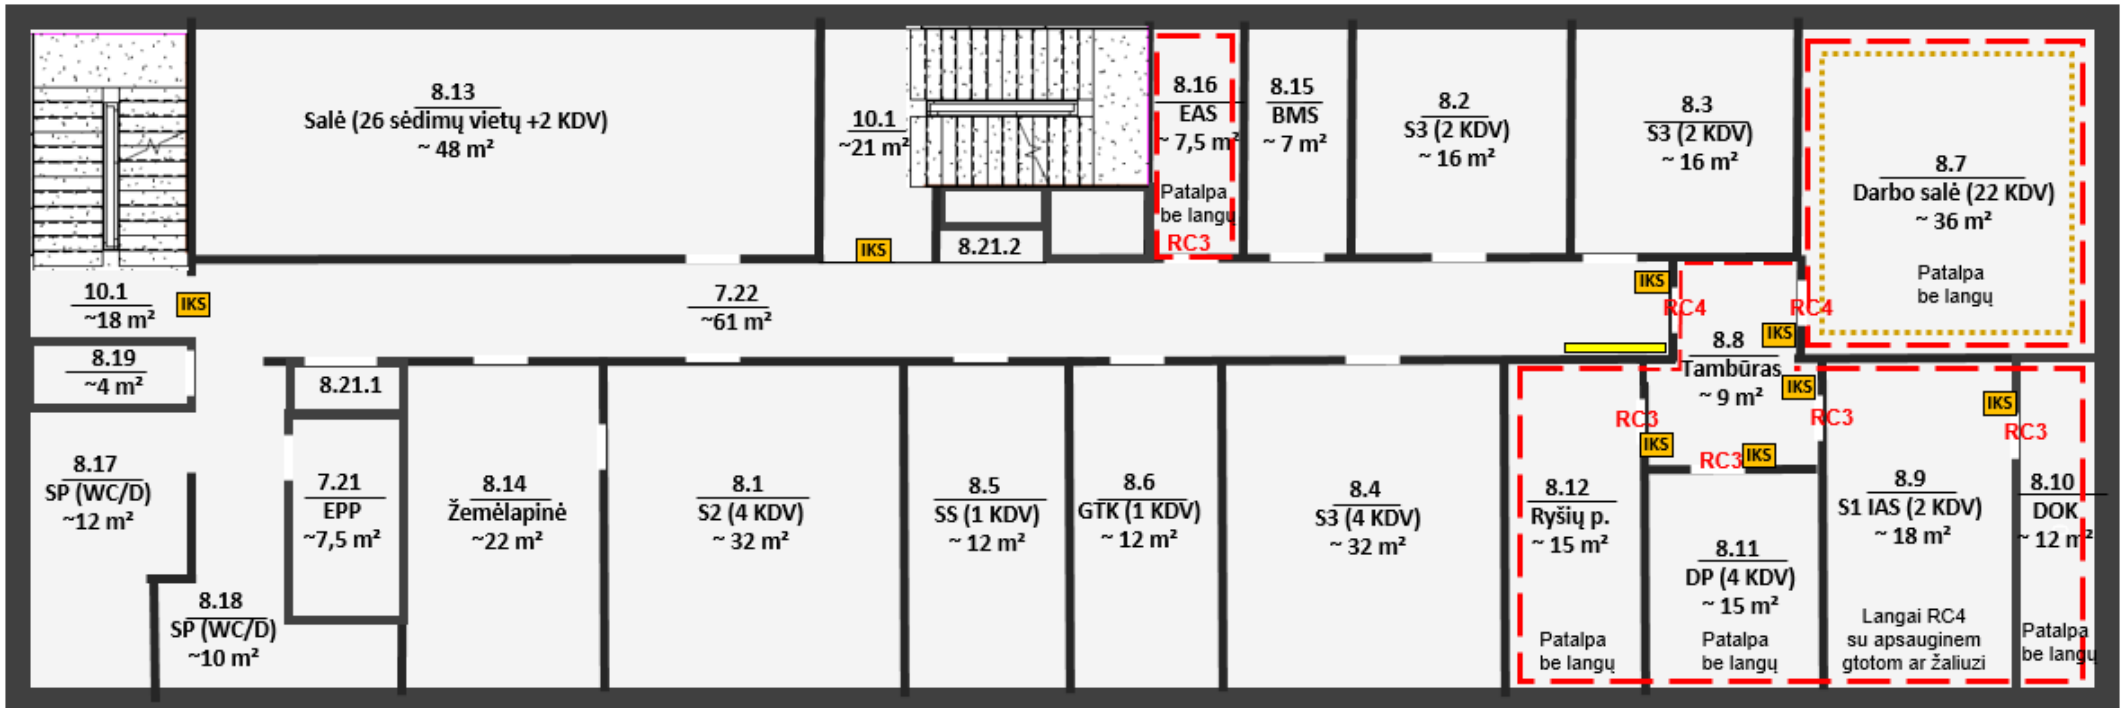 8.13
Salė (26 sėdimų vietų +2 KDV)
~ 48 m²
10.1
~21 m²
IKS
8.21.2
8.16
EAS
~ 7,5 m²
Patalpa
be langų
RC3
8.15
BMS
~ 7 m²
8.2
S3 (2 KDV)
~ 16 m²
8.3
S3 (2 KDV)
~ 16 m²
8.7
Darbo salė (22 KDV)
~ 36 m²
Patalpa
be langų
10.1
~18 m²
IKS
7.22
~61 m²
IKS
RC4
RC4
IKS
8.8
Tambūras
~ 9 m²
IKS
RC3
IKS
RC3
IKS
RC3
IKS
RC3
8.19
~4 m²
8.21.1
8.17
SP (WC/D)
~12 m²
8.18
SP (WC/D)
~10 m²
7.21
EPP
~7,5 m²
8.14
Žemėlapinė
~22 m²
8.1
S2 (4 KDV)
~ 32 m²
8.5
SS (1 KDV)
~ 12 m²
8.6
GTK (1 KDV)
~ 12 m²
8.4
S3 (4 KDV)
~ 32 m²
8.12
Ryšių p.
~ 15 m²
Patalpa
be langų
8.11
DP (4 KDV)
~ 15 m²
Patalpa
be langų
8.9
S1 IAS (2 KDV)
~ 18 m²
Langai RC4
su apsauginem
gtotom ar žaliuzi
8.10
DOK
~ 12 m²
Patalpa
be langų